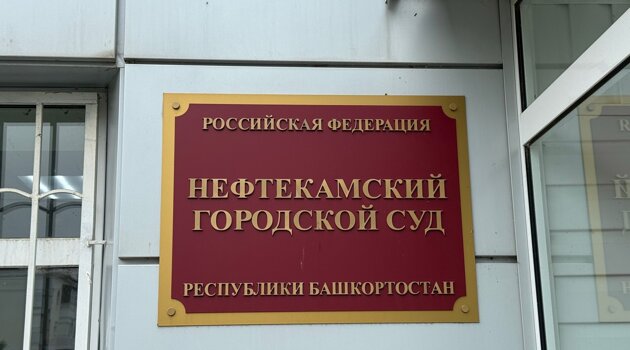 РОССИЙСКАЯ ФЕДЕРАЦИЯ
НЕФТЕКАМСКИЙ
ГОРОДСКОЙ СУД
РЕСПУБЛИКИ БАШКОРТОСТАН